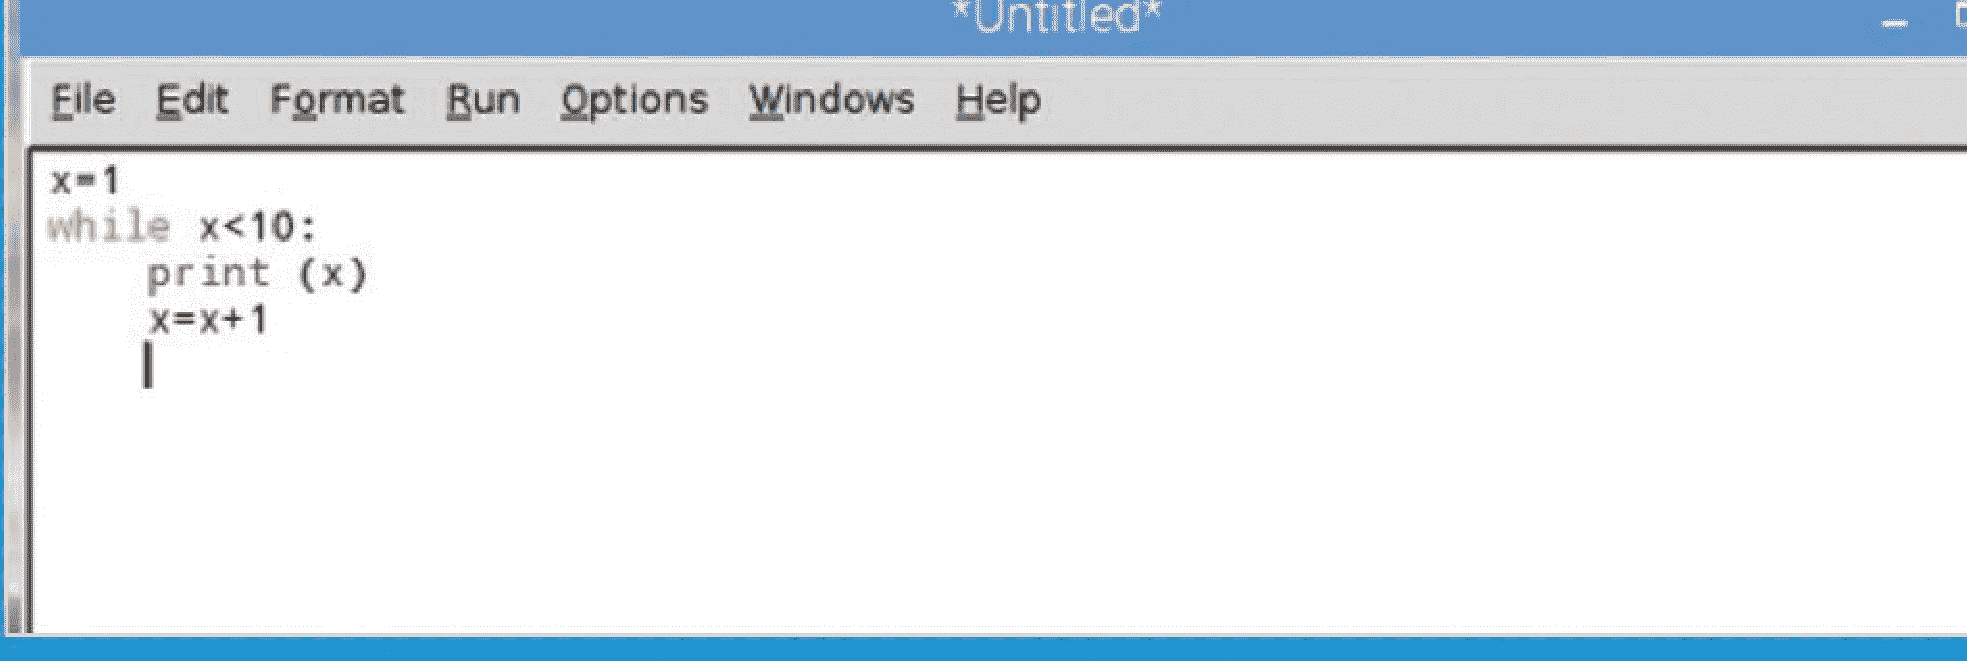 *Untitled*
File Edit Format Run Options Windows Help
x=1
while x<10:
    print (x)
    x=x+1